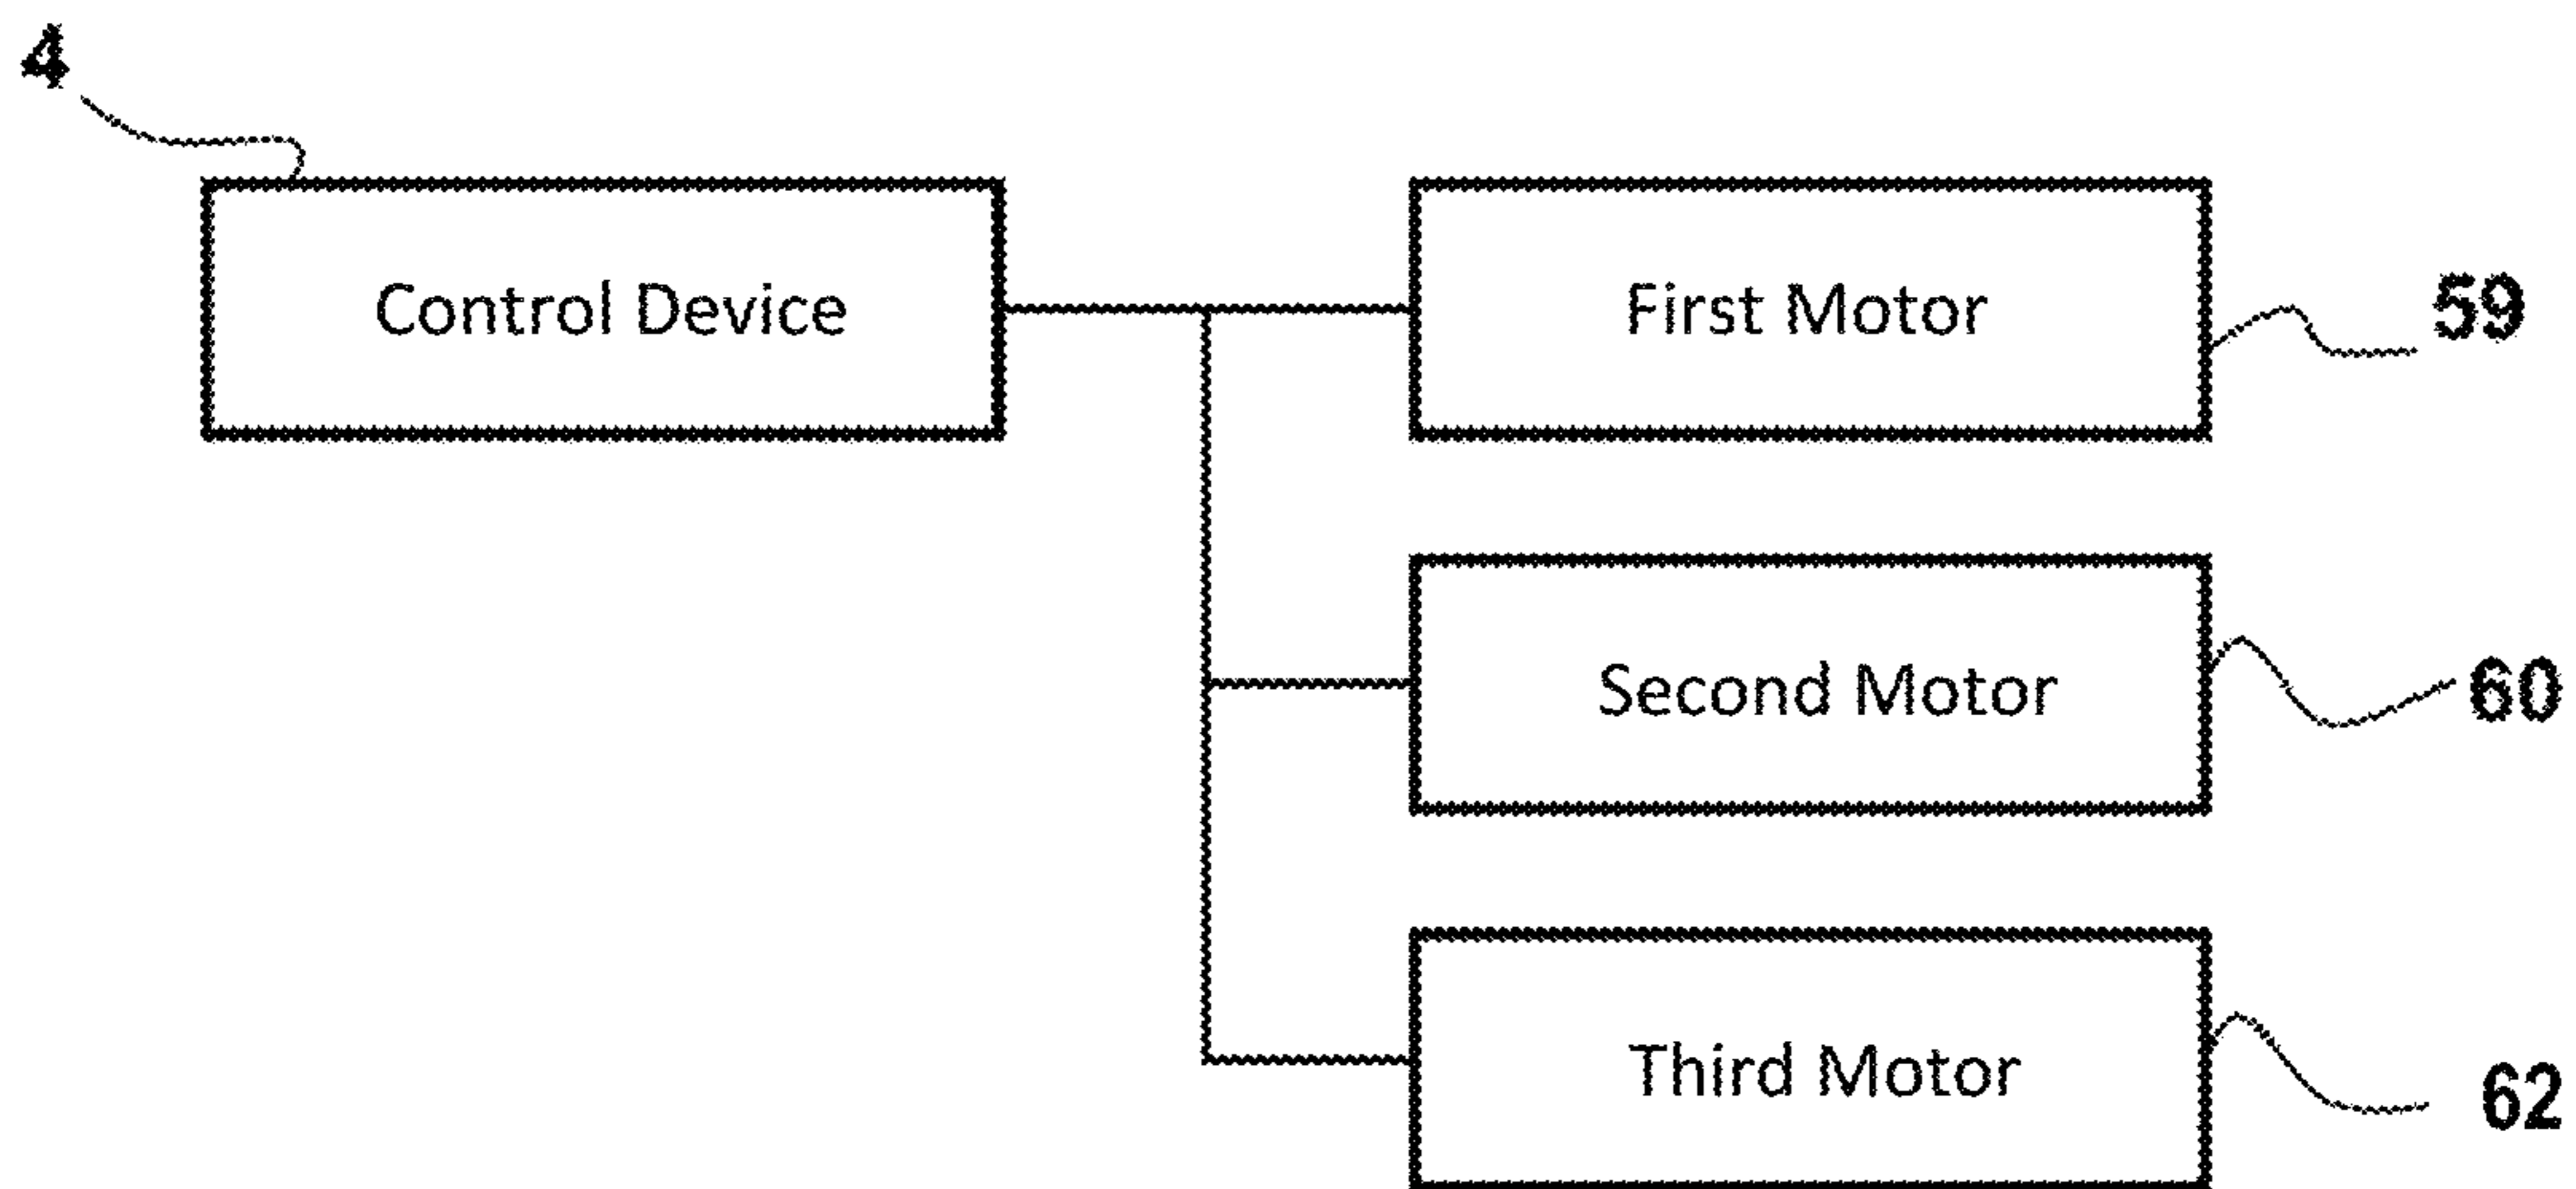 4
Control Device
First Motor
59
Second Motor
60
Third Motor
62